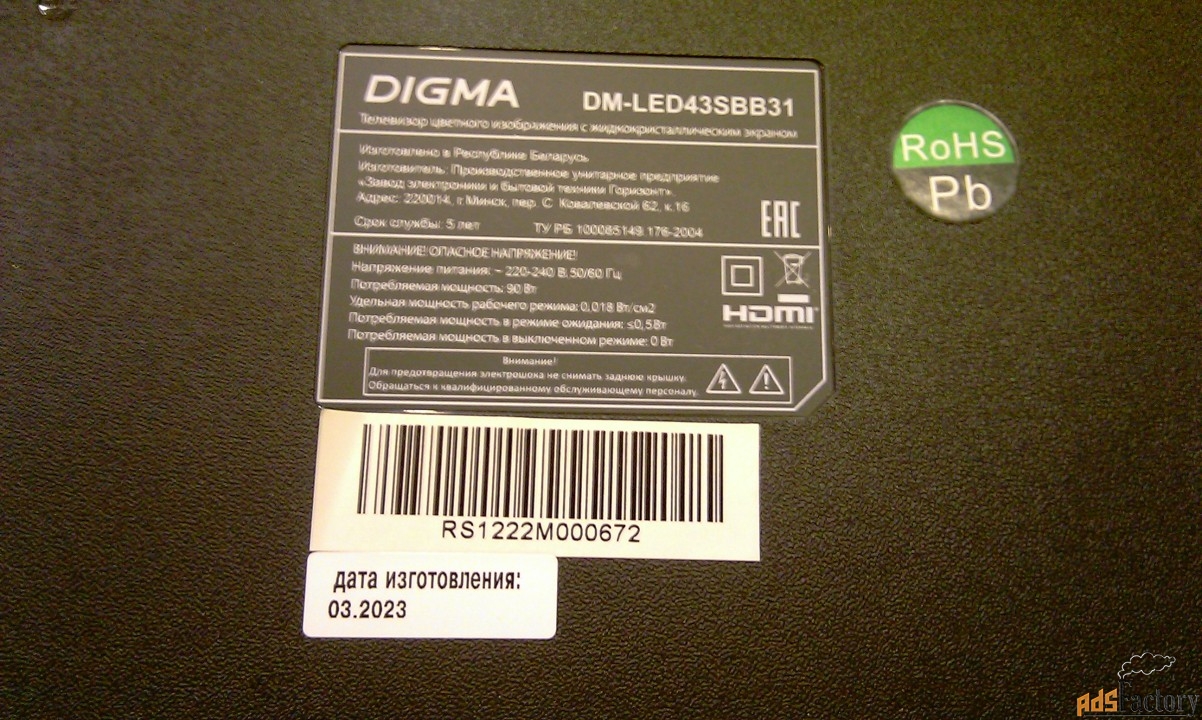 DIGMA DM-LED43SBB31
Телевизор цветного изображения с жидкокристаллическим экраном
Изготовлено в Республике Беларусь
Изготовитель: Производственное унитарное предприятие
«Завод электроники и бытовой техники Горизонт»
Адрес: 220014, г.Минск, пер. С. Ковалевской 62, к.16
Срок службы: 5 лет ТУ РБ 100085149.176-2004
EAC
ВНИМАНИЕ! ОПАСНОЕ НАПРЯЖЕНИЕ!
Напряжение питания: ~ 220-240 В 50/60 Гц
Потребляемая мощность: 90 Вт
Удельная мощность рабочего режима: 0,018 Вт/см2
Потребляемая мощность в режиме ожидания: ≤0,5Вт
Потребляемая мощность в выключенном режиме: 0 Вт
HDMI
Внимание!
Для предотвращения электрошока не снимать заднюю крышку.
Обращаться к квалифицированному обслуживающему персоналу.
RoHS
Pb
RS1222M000672
дата изготовления:
03.2023
adsFactory